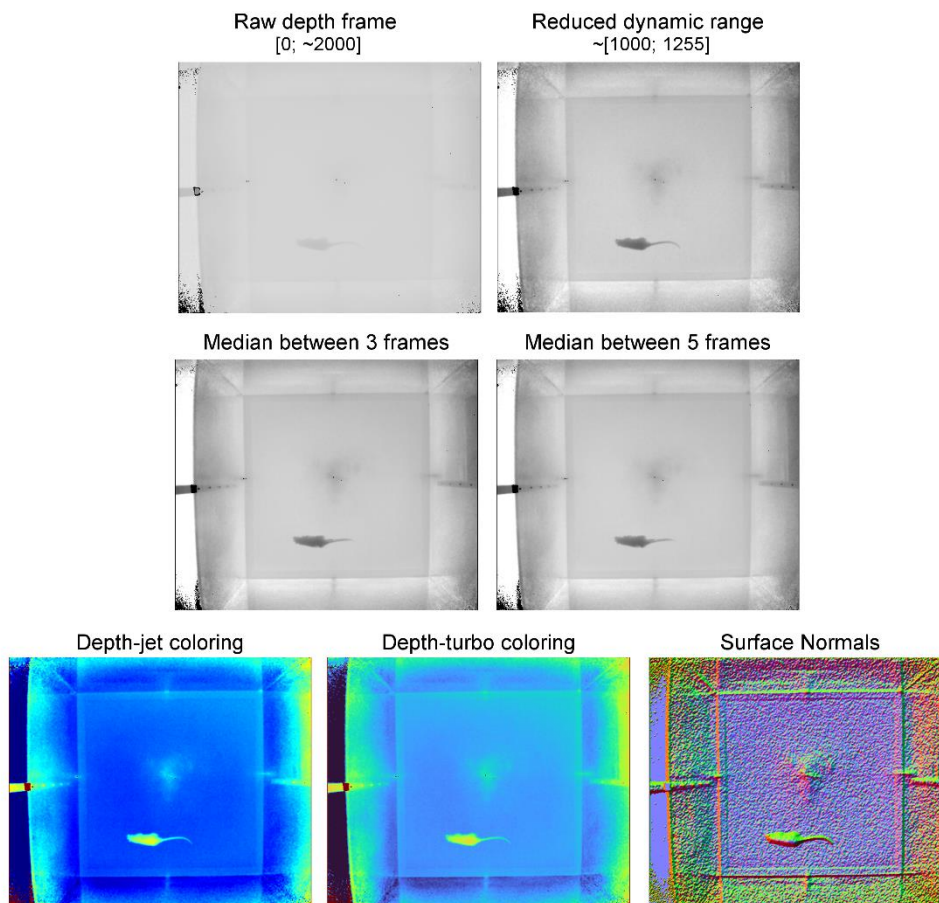 Raw depth frame
[0; ~2000]
Reduced dynamic range
~[1000; 1255]
Median between 3 frames
Median between 5 frames
Depth-jet coloring
Depth-turbo coloring
Surface Normals